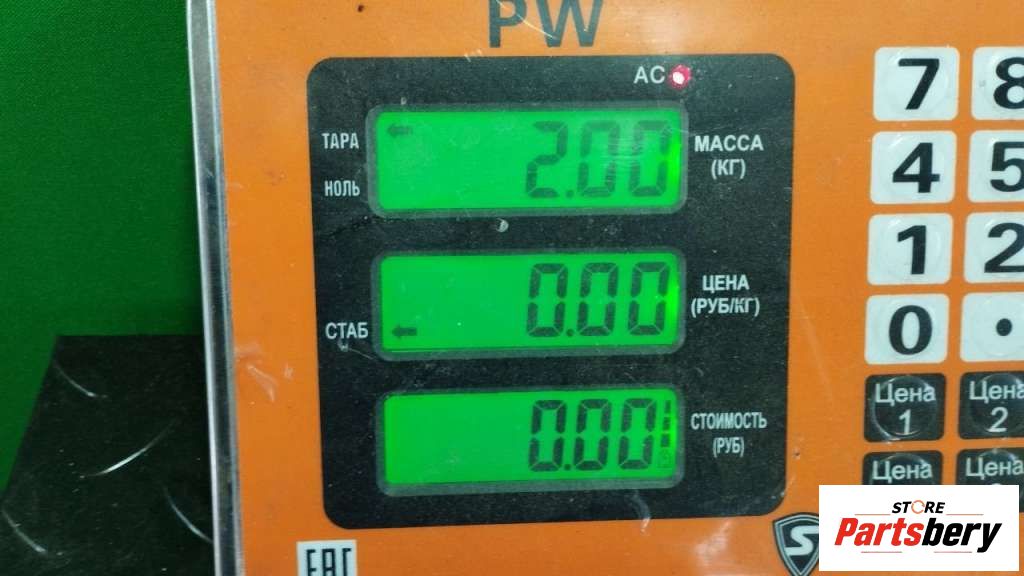 PW
AC
ТАРА
НОЛЬ
2.00
МАССА
(КГ)
СТАБ
0.00
ЦЕНА
(РУБ/КГ)
0.00
СТОИМОСТЬ
(РУБ)
7 8
4 5
1 2
0 .
Цена Цена
1 2
Цена Цена
EAC
STORE
Partsbery